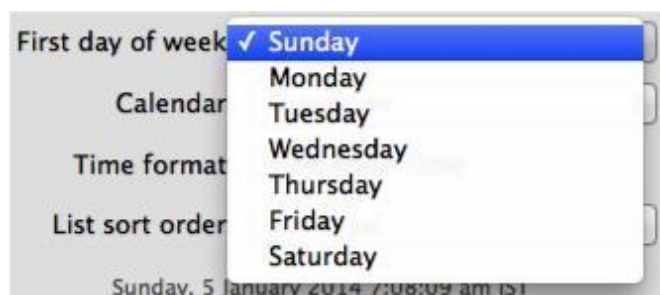 First day of week ✓ Sunday
Monday
Calendar
Tuesday
Wednesday
Time format
Thursday
List sort order
Friday
Saturday
Sunday, 5 January 2014 7:08:09 am IST